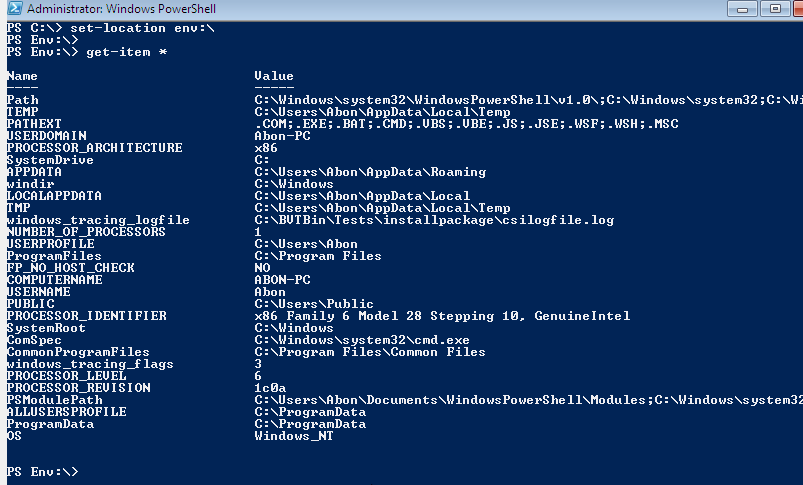 Administrator: Windows PowerShell
PS C:\> set-location env:\
PS Env:\>
PS Env:\> get-item *
Name Value
---- -----
Path C:\Windows\system32\WindowsPowerShell\v1.0\;C:\Windows\system32;C:\Wi
TEMP C:\Users\Abon\AppData\Local\Temp
PATHEXT .COM;.EXE;.BAT;.CMD;.VBS;.VBE;.JS;.JSE;.WSF;.WSH;.MSC
USERDOMAIN Abon-PC
PROCESSOR_ARCHITECTURE x86
SystemDrive C:
APPDATA C:\Users\Abon\AppData\Roaming
windir C:\Windows
LOCALAPPDATA C:\Users\Abon\AppData\Local
TMP C:\Users\Abon\AppData\Local\Temp
windows_tracing_logfile C:\BVTBin\Tests\installpackage\csilogfile.log
NUMBER_OF_PROCESSORS 1
USERPROFILE C:\Users\Abon
ProgramFiles C:\Program Files
FP_NO_HOST_CHECK NO
COMPUTERNAME ABON-PC
USERNAME Abon
PUBLIC C:\Users\Public
PROCESSOR_IDENTIFIER x86 Family 6 Model 28 Stepping 10, GenuineIntel
SystemRoot C:\Windows
ComSpec C:\Windows\system32\cmd.exe
CommonProgramFiles C:\Program Files\Common Files
windows_tracing_flags 3
PROCESSOR_LEVEL 6
PROCESSOR_REVISION 1c0a
PSModulePath C:\Users\Abon\Documents\WindowsPowerShell\Modules;C:\Windows\system32
ALLUSERSPROFILE C:\ProgramData
ProgramData C:\ProgramData
OS Windows_NT
PS Env:\>